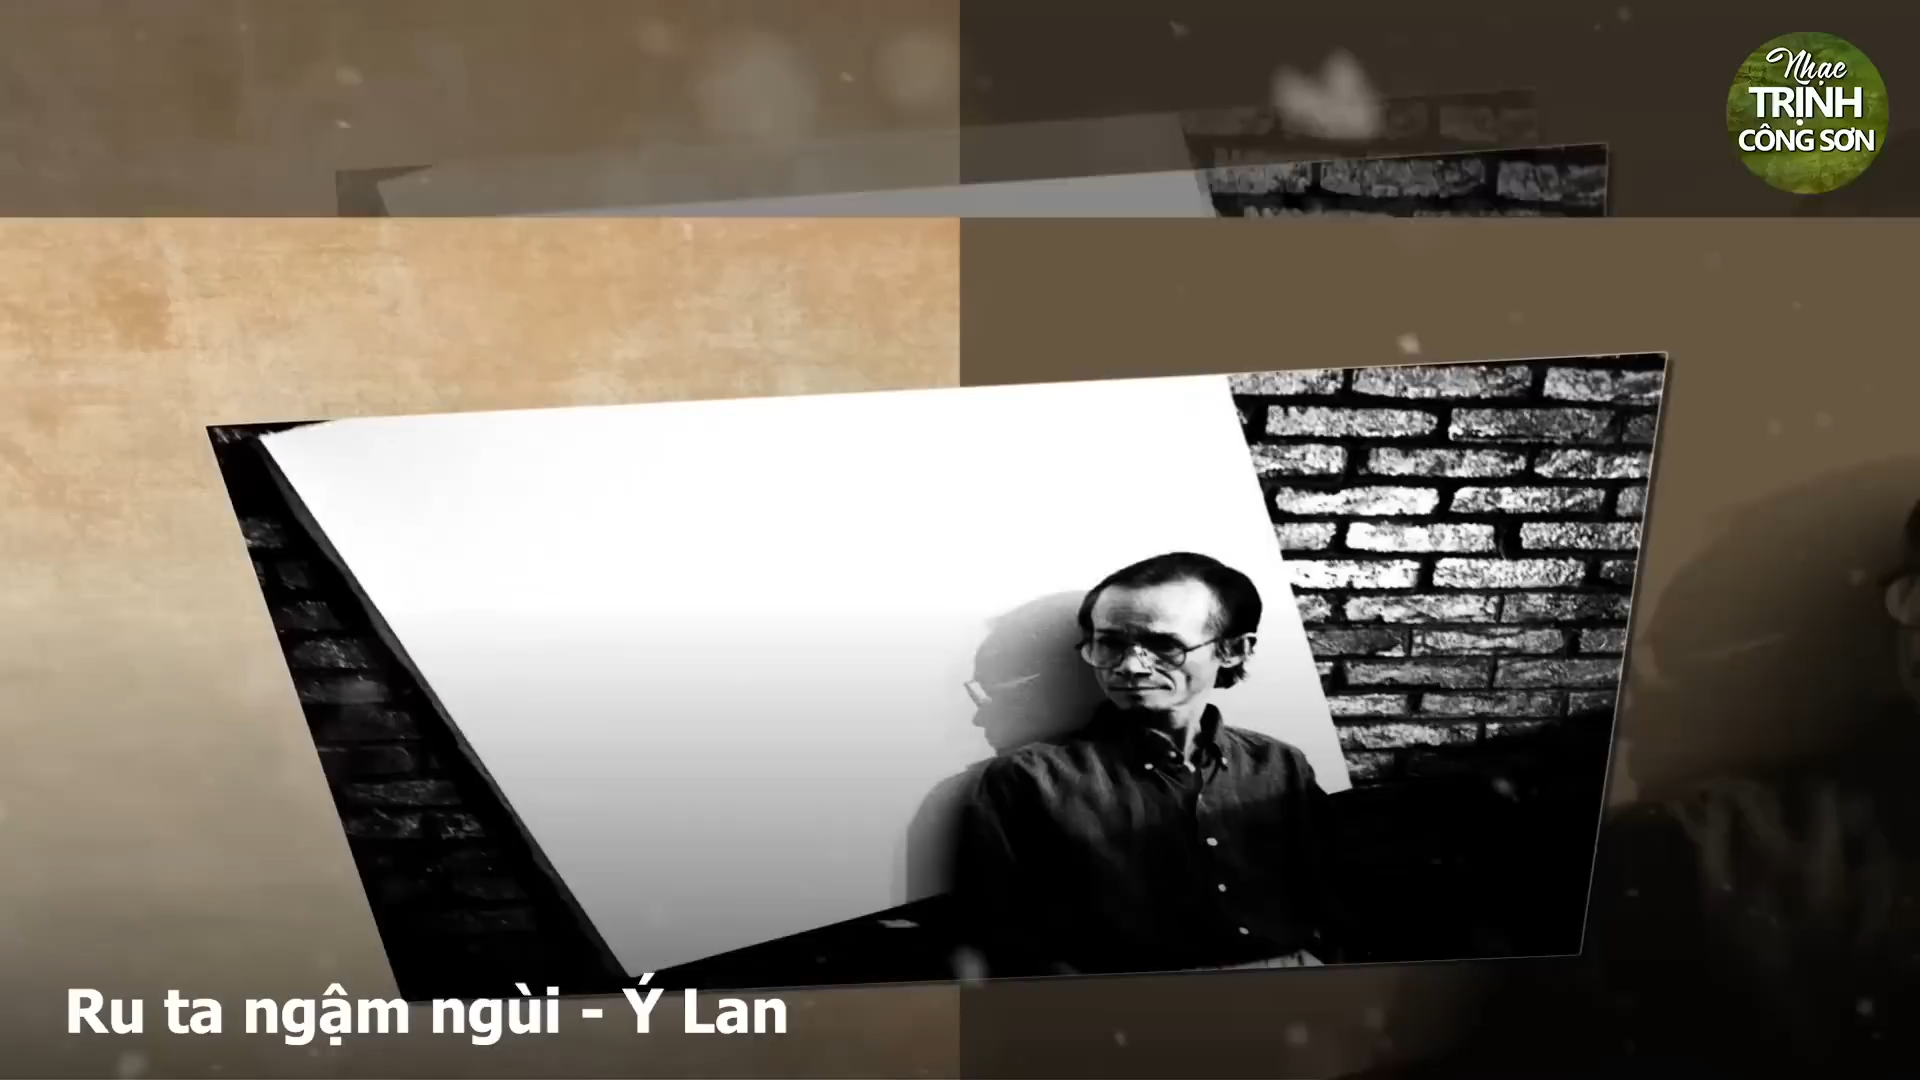 Nhạc
TRỊNH
CÔNG SƠN
Ru ta ngậm ngùi - Ý Lan